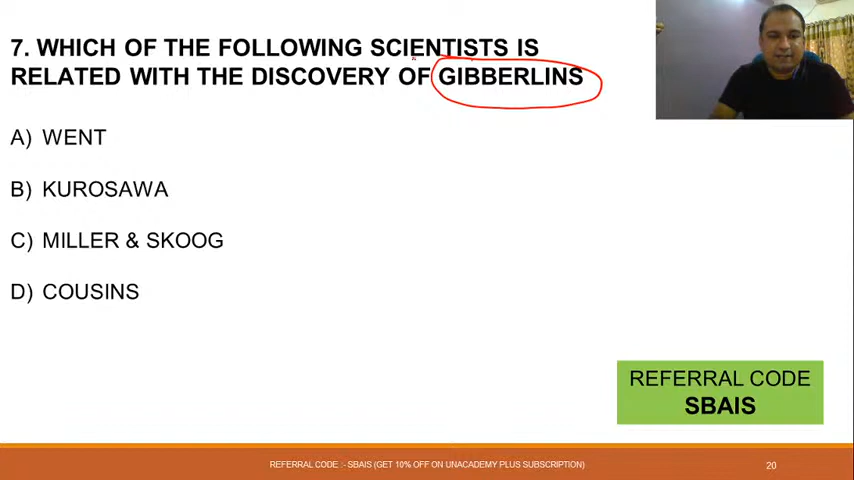 7. WHICH OF THE FOLLOWING SCIENTISTS IS
RELATED WITH THE DISCOVERY OF GIBBERLINS
A) WENT
B) KUROSAWA
C) MILLER & SKOOG
D) COUSINS
REFERRAL CODE
SBAIS
REFERRAL CODE :- SBAIS (GET 10% OFF ON UNACADEMY PLUS SUBSCRIPTION)
20